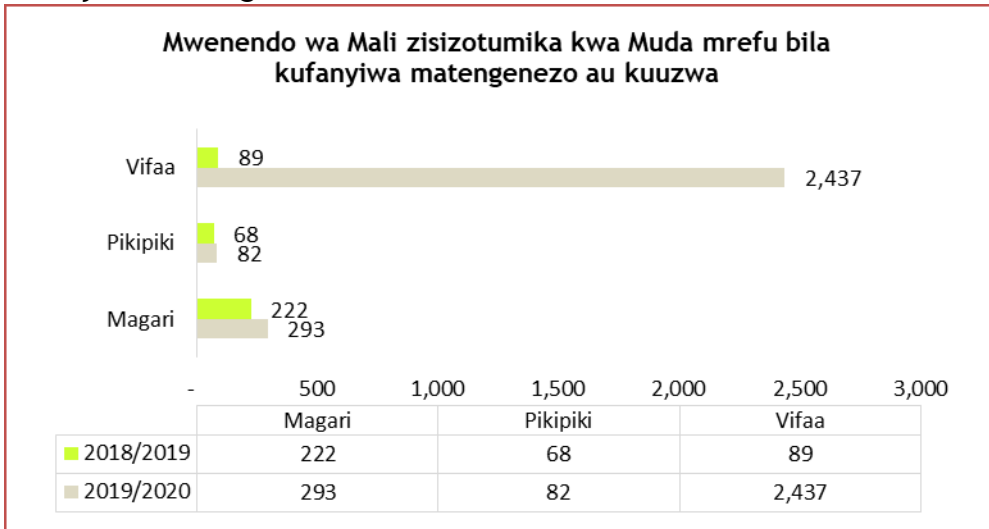 Mwenendo wa Mali zisizotumika kwa Muda mrefu bila
kufanyiwa matengenezo au kuuzwa
Vifaa 89
2,437
Pikipiki 68
82
Magari 222
293
- 500 1,000 1,500 2,000 2,500 3,000
Magari Pikipiki Vifaa
2018/2019 222 68 89
2019/2020 293 82 2,437